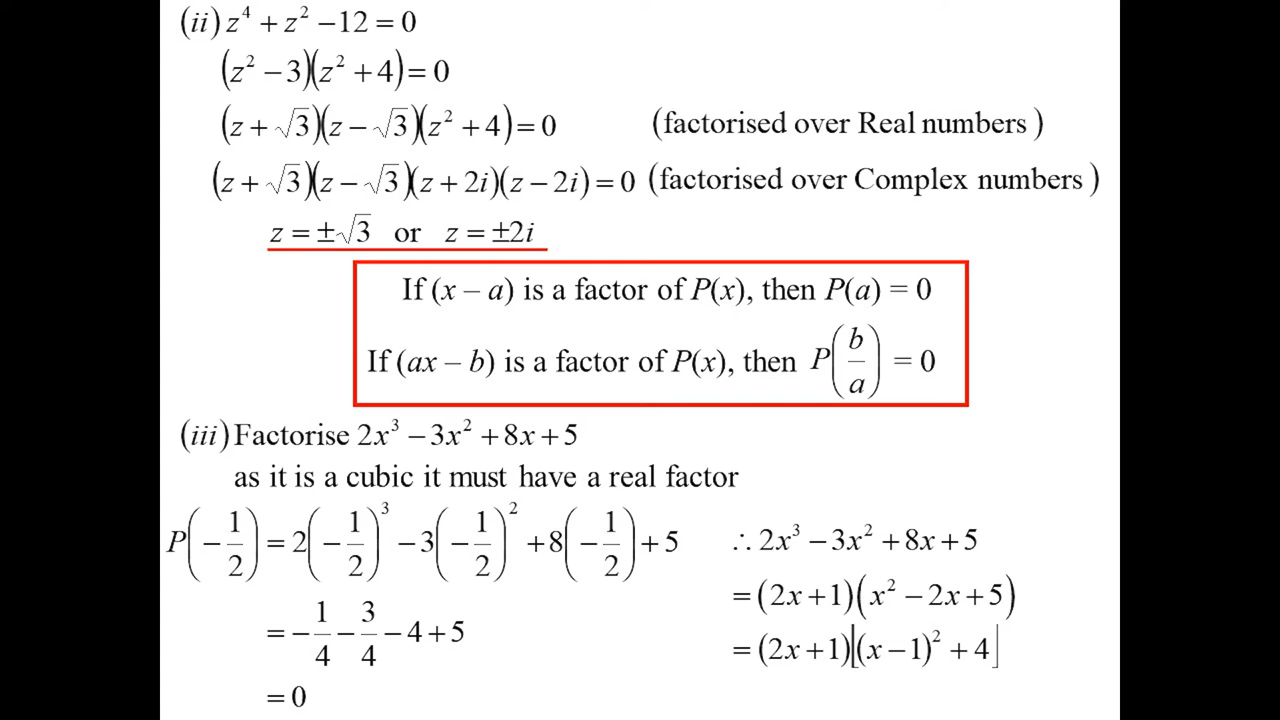 (ii) z⁴ + z² − 12 = 0
(z² − 3)(z² + 4) = 0
(z + √3)(z − √3)(z² + 4) = 0 (factorised over Real numbers)
(z + √3)(z − √3)(z + 2i)(z − 2i) = 0 (factorised over Complex numbers)
z = ±√3 or z = ±2i
If (x – a) is a factor of P(x), then P(a) = 0
If (ax – b) is a factor of P(x), then P(b/a) = 0
(iii) Factorise 2x³ − 3x² + 8x + 5
as it is a cubic it must have a real factor
P(−1/2) = 2(−1/2)³ − 3(−1/2)² + 8(−1/2) + 5
= −1/4 − 3/4 − 4 + 5
= 0
∴ 2x³ − 3x² + 8x + 5
= (2x + 1)(x² − 2x + 5)
= (2x + 1)[(x − 1)² + 4]